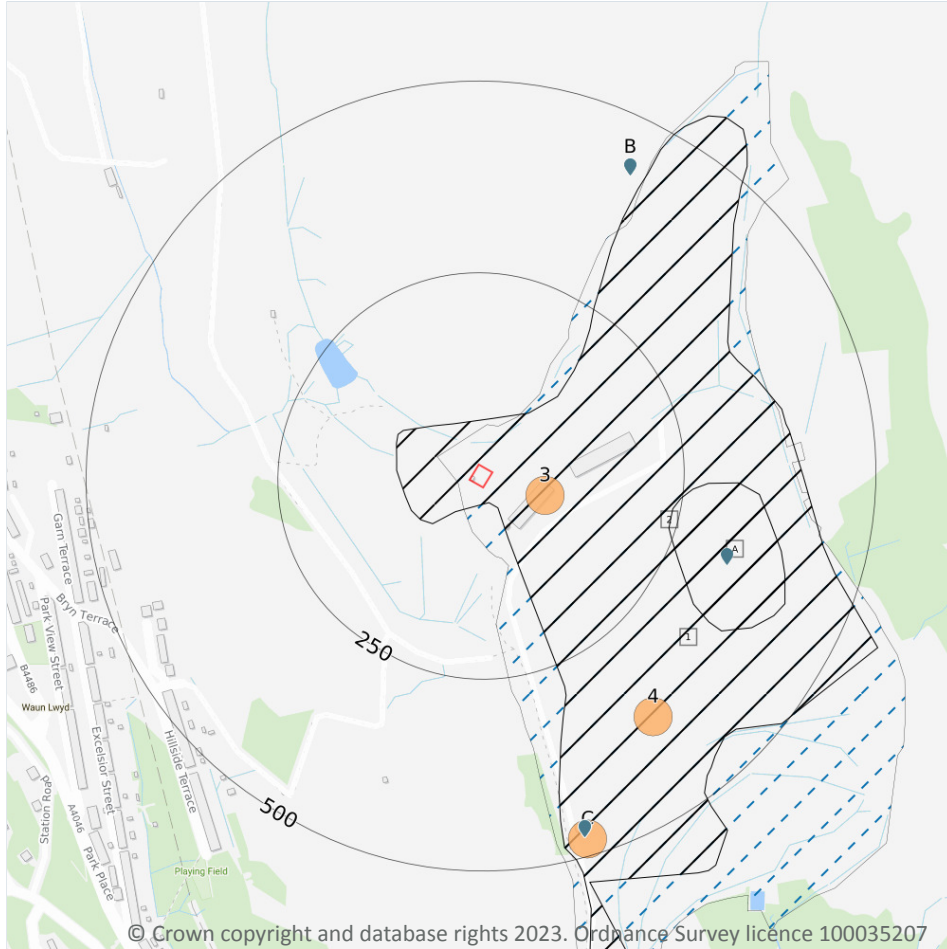 B
3
2
A
1
4
C
250
500
Garn Terrace
Bryn Terrace
Park View Street
B4486
Waun Lwyd
Excelsior Street
Hillside Terrace
Station Road
A4046
Park Place
Playing Field
© Crown copyright and database rights 2023. Ordnance Survey licence 100035207